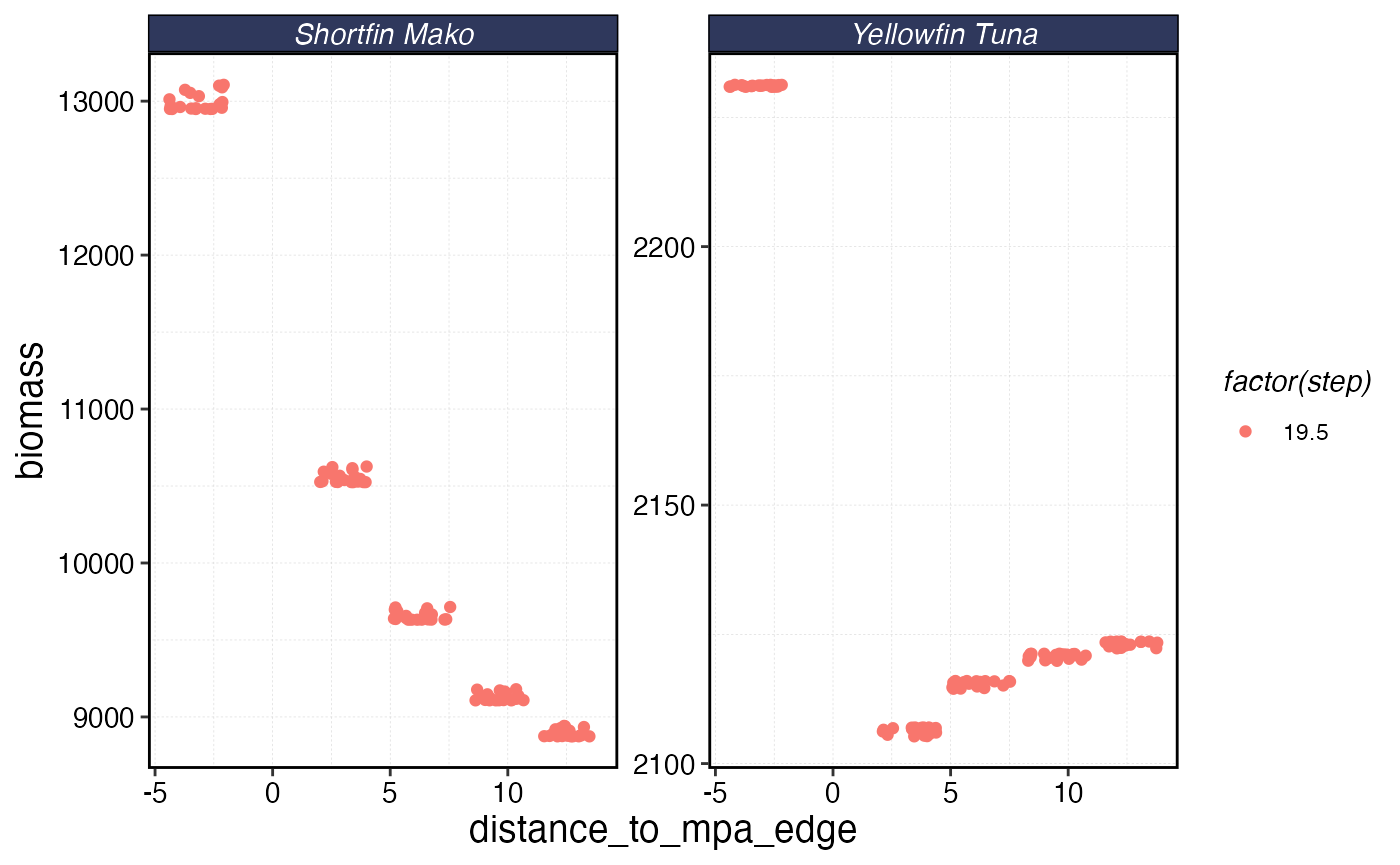 Shortfin Mako
Yellowfin Tuna
biomass
13000
12000
11000
10000
9000
2200
2150
2100
-5 0 5 10
-5 0 5 10
distance_to_mpa_edge
factor(step)
19.5